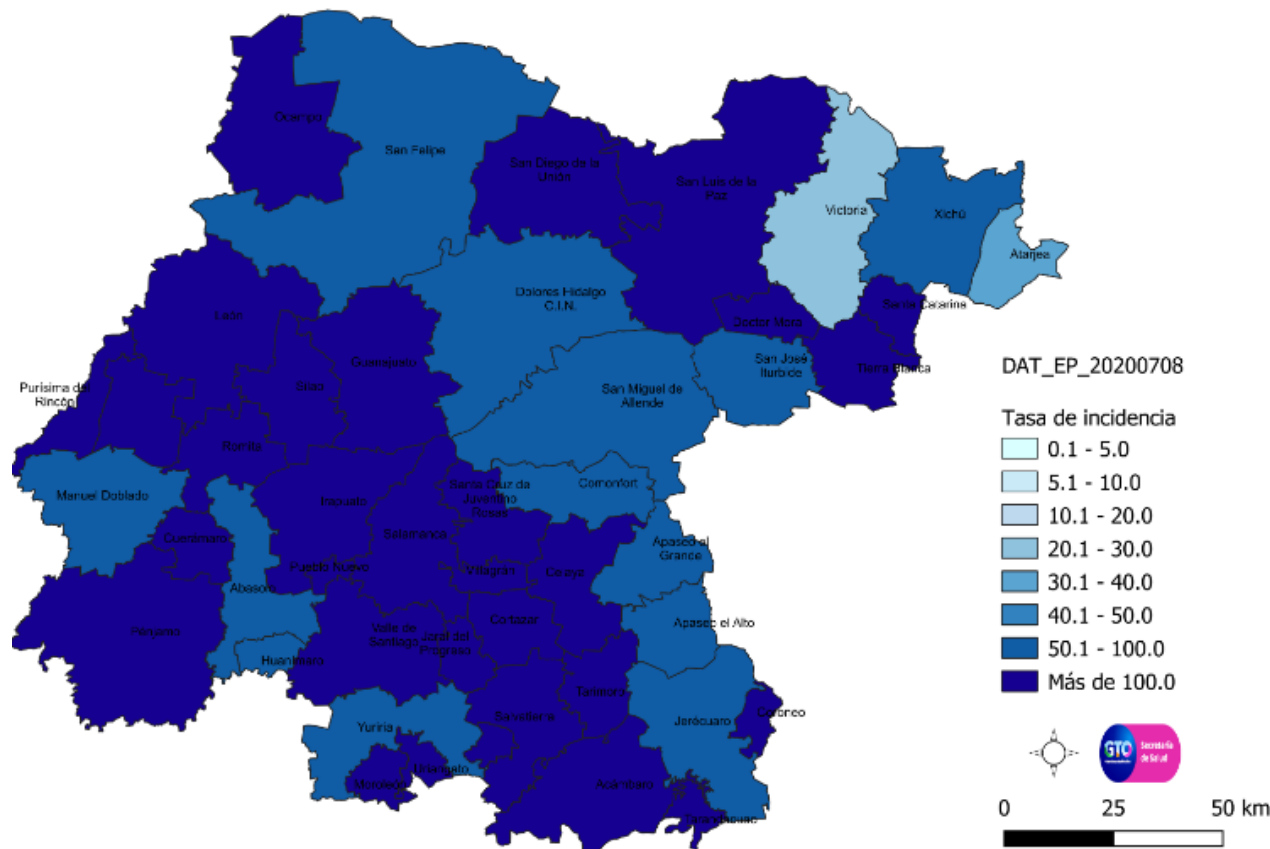 Ocampo
San Felipe
San Diego de la
Unión
San Luis de la
Paz
Victoria
Xichú
Atarjea
Dolores Hidalgo
C.I.N.
León
Doctor Mora
Santa Catarina
Guanajuato
San José
Iturbide
Tierra Blanca
Purísima del
Rincón
Silao
San Miguel de
Allende
Romita
Manuel Doblado
Irapuato
Santa Cruz de
Juventino
Rosas
Comonfort
Salamanca
Cuerámaro
Apaseo el
Grande
Pueblo Nuevo
Villagrán
Celaya
Abasolo
Pénjamo
Valle de
Santiago
Jaral del
Progreso
Cortazar
Apaseo el Alto
Huanímaro
Tarimoro
Yuriria
Salvatierra
Jerécuaro
Coroneo
Moroleón
Uriangato
Acámbaro
Tarandacuao
DAT_EP_20200708
Tasa de incidencia
0.1 - 5.0
5.1 - 10.0
10.1 - 20.0
20.1 - 30.0
30.1 - 40.0
40.1 - 50.0
50.1 - 100.0
Más de 100.0
GTO
Secretaría
de Salud
0 25 50 km